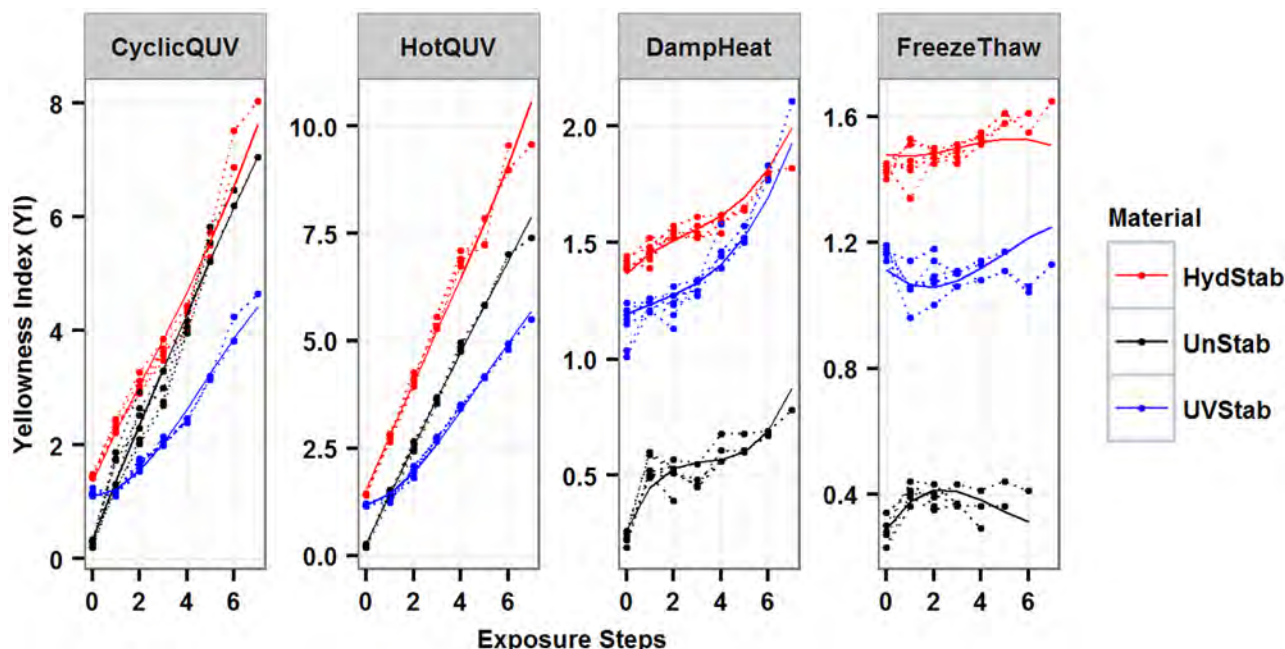 CyclicQUV
HotQUV
DampHeat
FreezeThaw
Yellowness Index (YI)
8
6
4
2
0
10.0
7.5
5.0
2.5
0.0
2.0
1.5
1.0
0.5
1.6
1.2
0.8
0.4
0 2 4 6
0 2 4 6
0 2 4 6
0 2 4 6
Exposure Steps
Material
HydStab
UnStab
UVStab